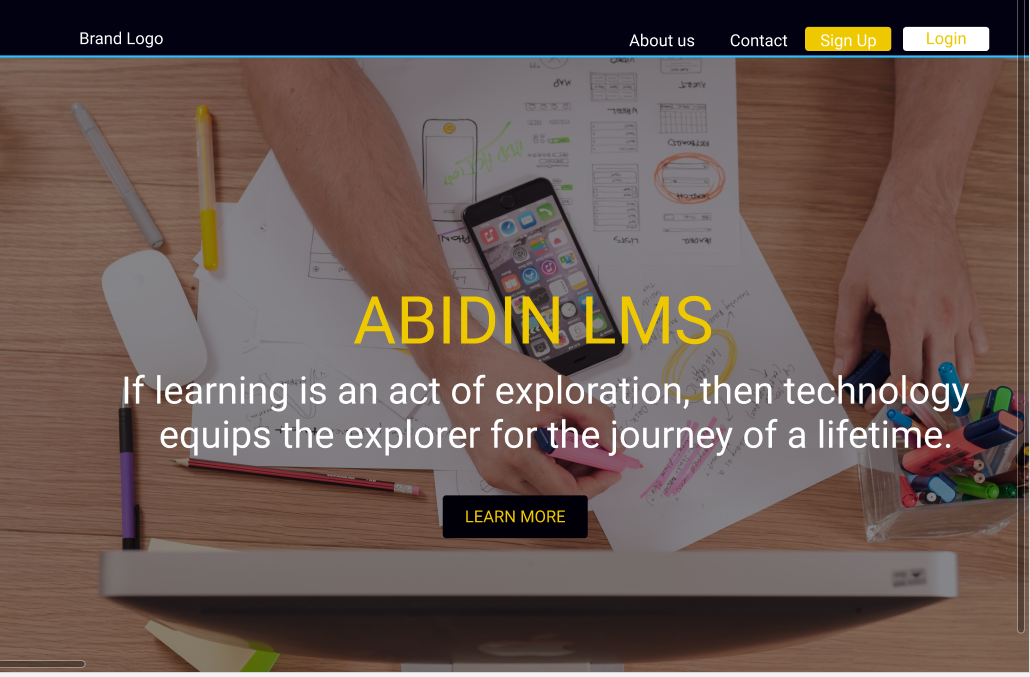 Brand Logo
About us
Contact
Sign Up
Login
ABIDIN LMS
If learning is an act of exploration, then technology
equips the explorer for the journey of a lifetime.
LEARN MORE